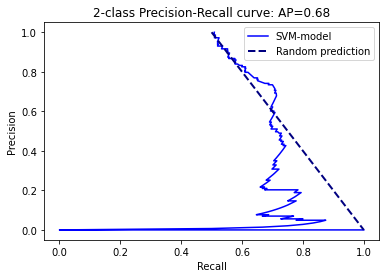 2-class Precision-Recall curve: AP=0.68
SVM-model
Random prediction
Precision
1.0
0.8
0.6
0.4
0.2
0.0
0.0 0.2 0.4 0.6 0.8 1.0
Recall